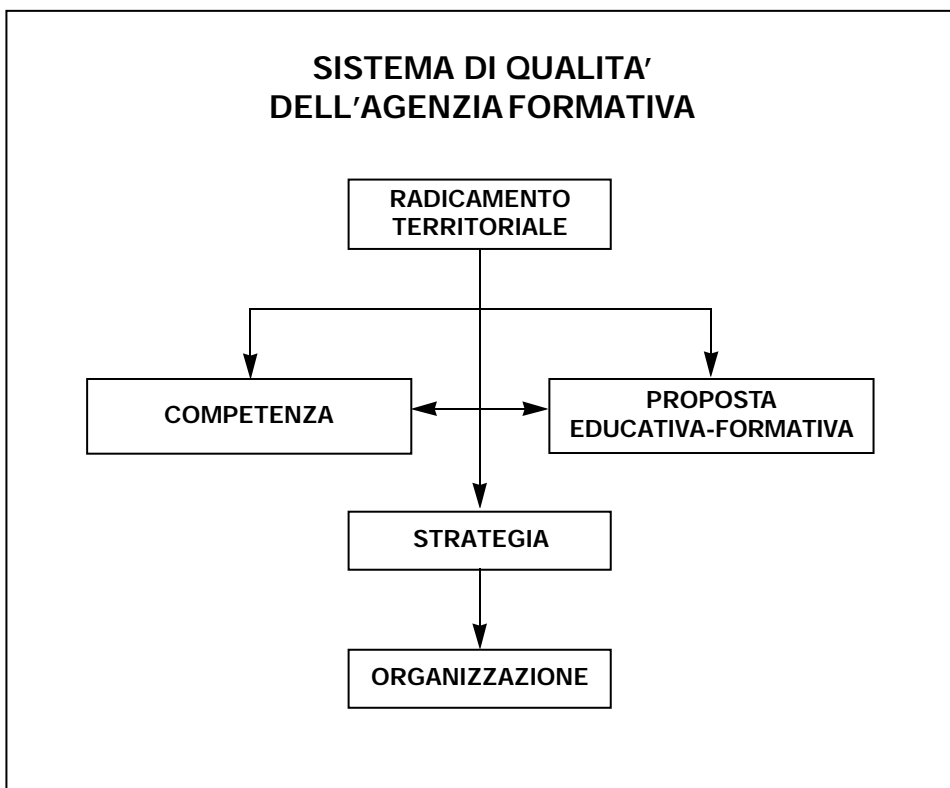 SISTEMA DI QUALITA'
DELL'AGENZIA FORMATIVA
RADICAMENTO
TERRITORIALE
COMPETENZA
PROPOSTA
EDUCATIVA-FORMATIVA
STRATEGIA
ORGANIZZAZIONE